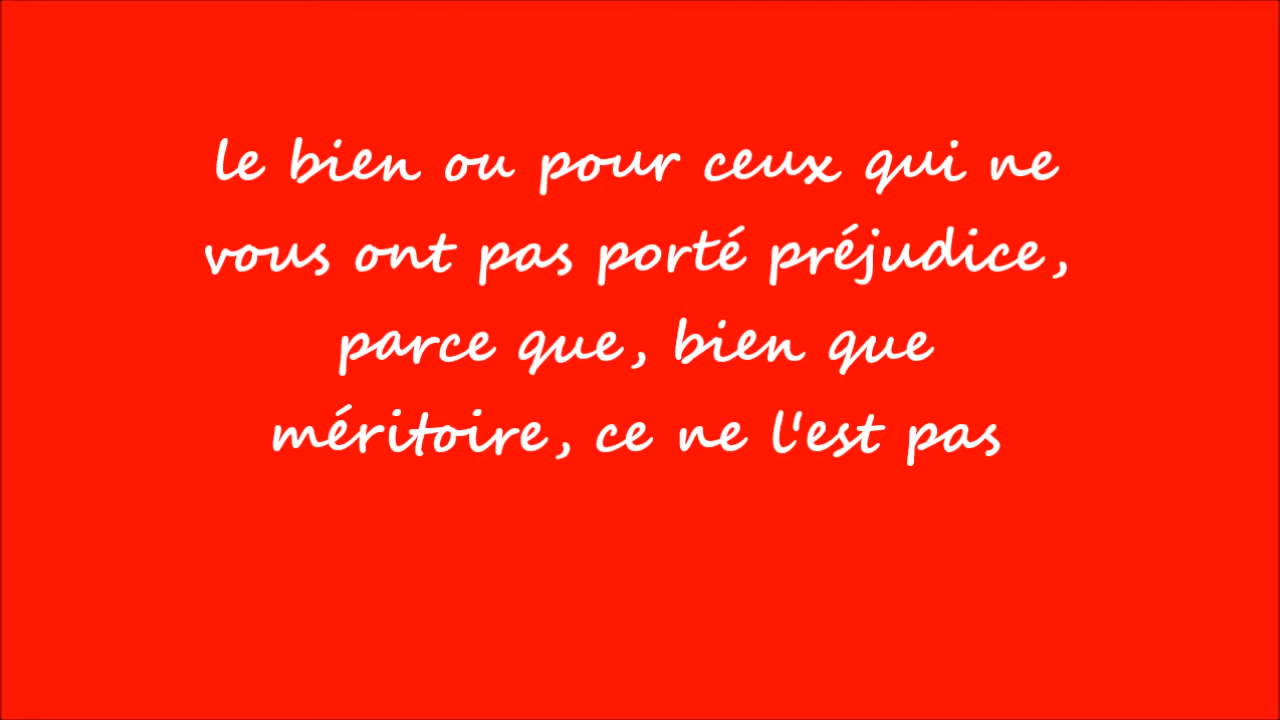 le bien ou pour ceux qui ne
vous ont pas porté préjudice,
parce que, bien que
méritoire, ce ne l'est pas